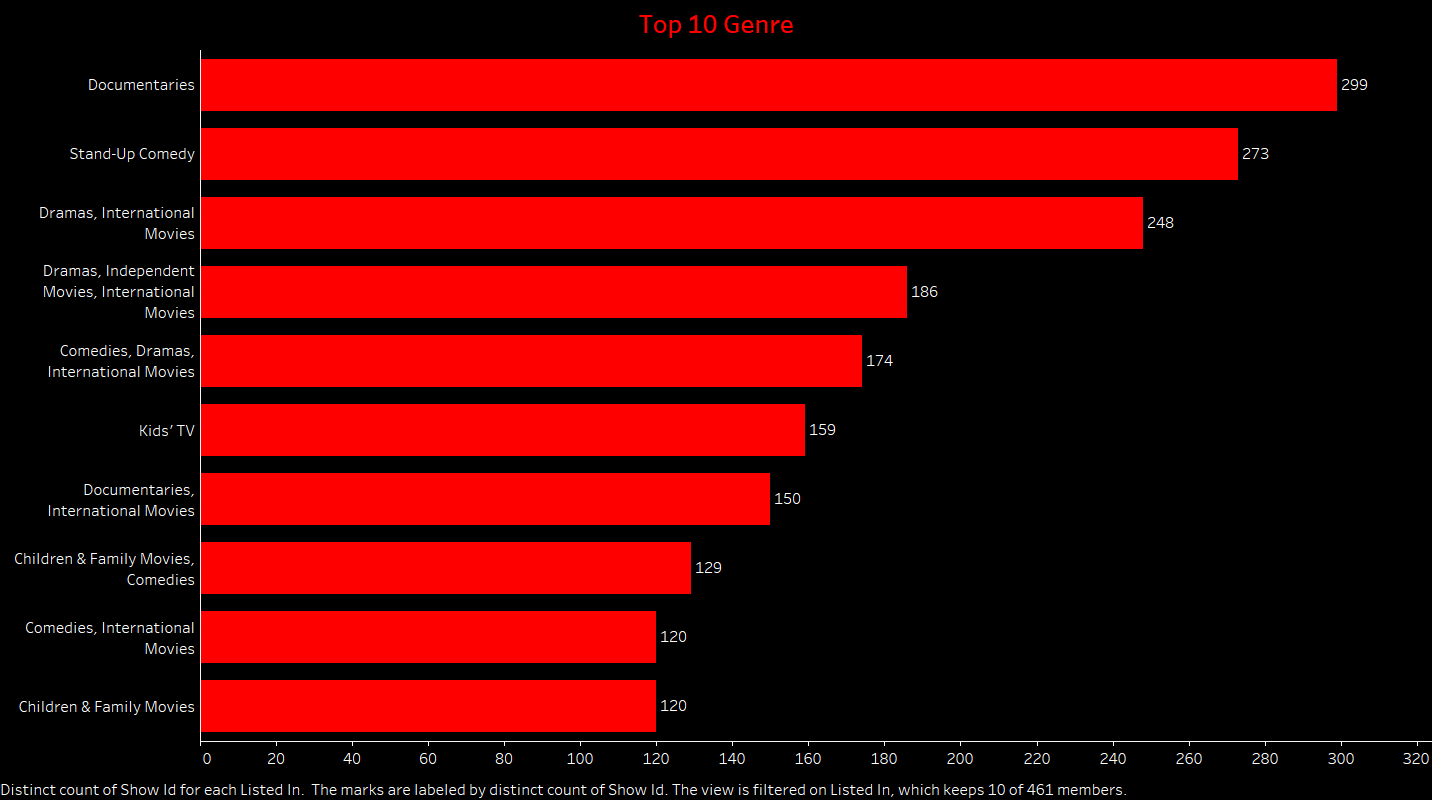 Top 10 Genre
Documentaries
299
Stand-Up Comedy
273
Dramas, International
Movies
248
Dramas, Independent
Movies, International
Movies
186
Comedies, Dramas,
International Movies
174
Kids’ TV
159
Documentaries,
International Movies
150
Children & Family Movies,
Comedies
129
Comedies, International
Movies
120
Children & Family Movies
120
0 20 40 60 80 100 120 140 160 180 200 220 240 260 280 300 320
Distinct count of Show Id for each Listed In.  The marks are labeled by distinct count of Show Id. The view is filtered on Listed In, which keeps 10 of 461 members.